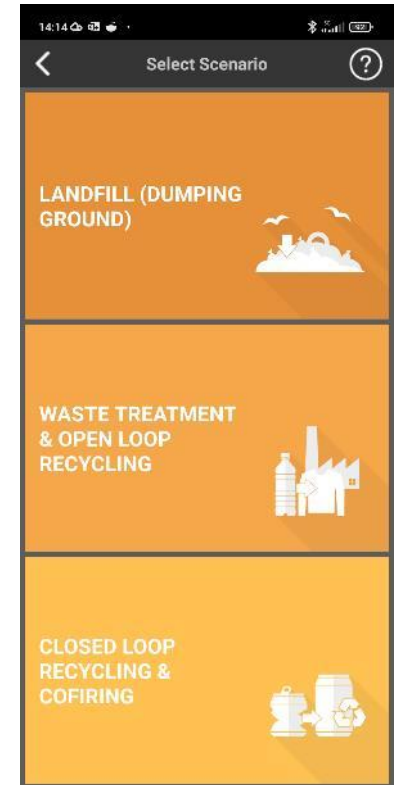 14:14
Select Scenario
?
LANDFILL (DUMPING
GROUND)
WASTE TREATMENT
& OPEN LOOP
RECYCLING
CLOSED LOOP
RECYCLING &
COFIRING